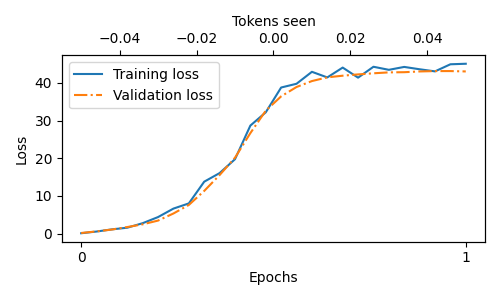 Tokens seen
−0.04 −0.02 0.00 0.02 0.04
Training loss
Validation loss
Loss
40
30
20
10
0
0 1
Epochs